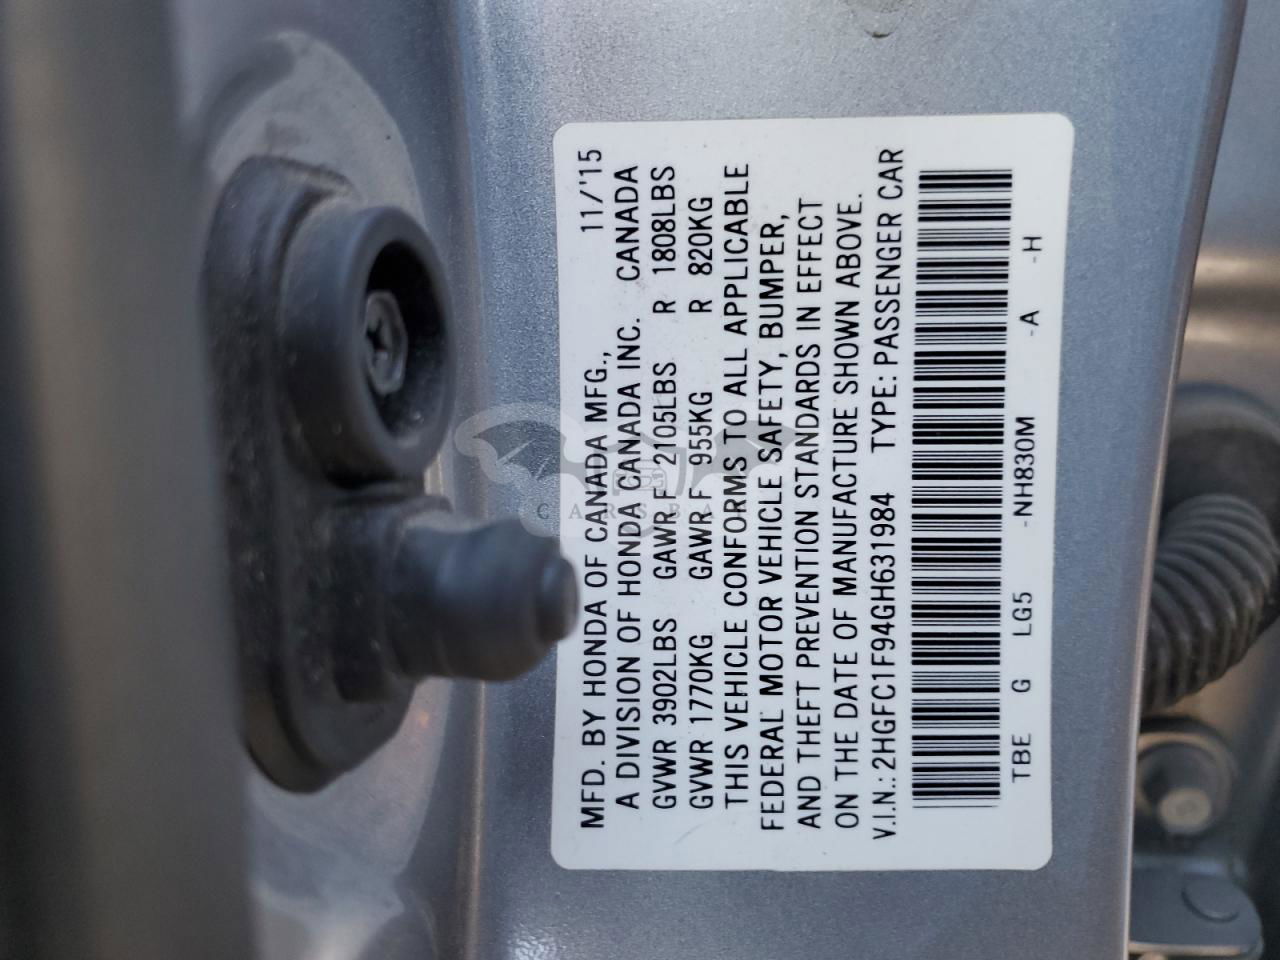 MFD. BY HONDA OF CANADA MFG., 11/'15
A DIVISION OF HONDA CANADA INC. CANADA
GVWR 3902LBS GAWR F 2105LBS R 1808LBS
GVWR 1770KG GAWR F 955KG R 820KG
THIS VEHICLE CONFORMS TO ALL APPLICABLE
FEDERAL MOTOR VEHICLE SAFETY, BUMPER,
AND THEFT PREVENTION STANDARDS IN EFFECT
ON THE DATE OF MANUFACTURE SHOWN ABOVE.
V.I.N.: 2HGFC1F94GH631984 TYPE: PASSENGER CAR
TBE G LG5 -NH830M -A -H